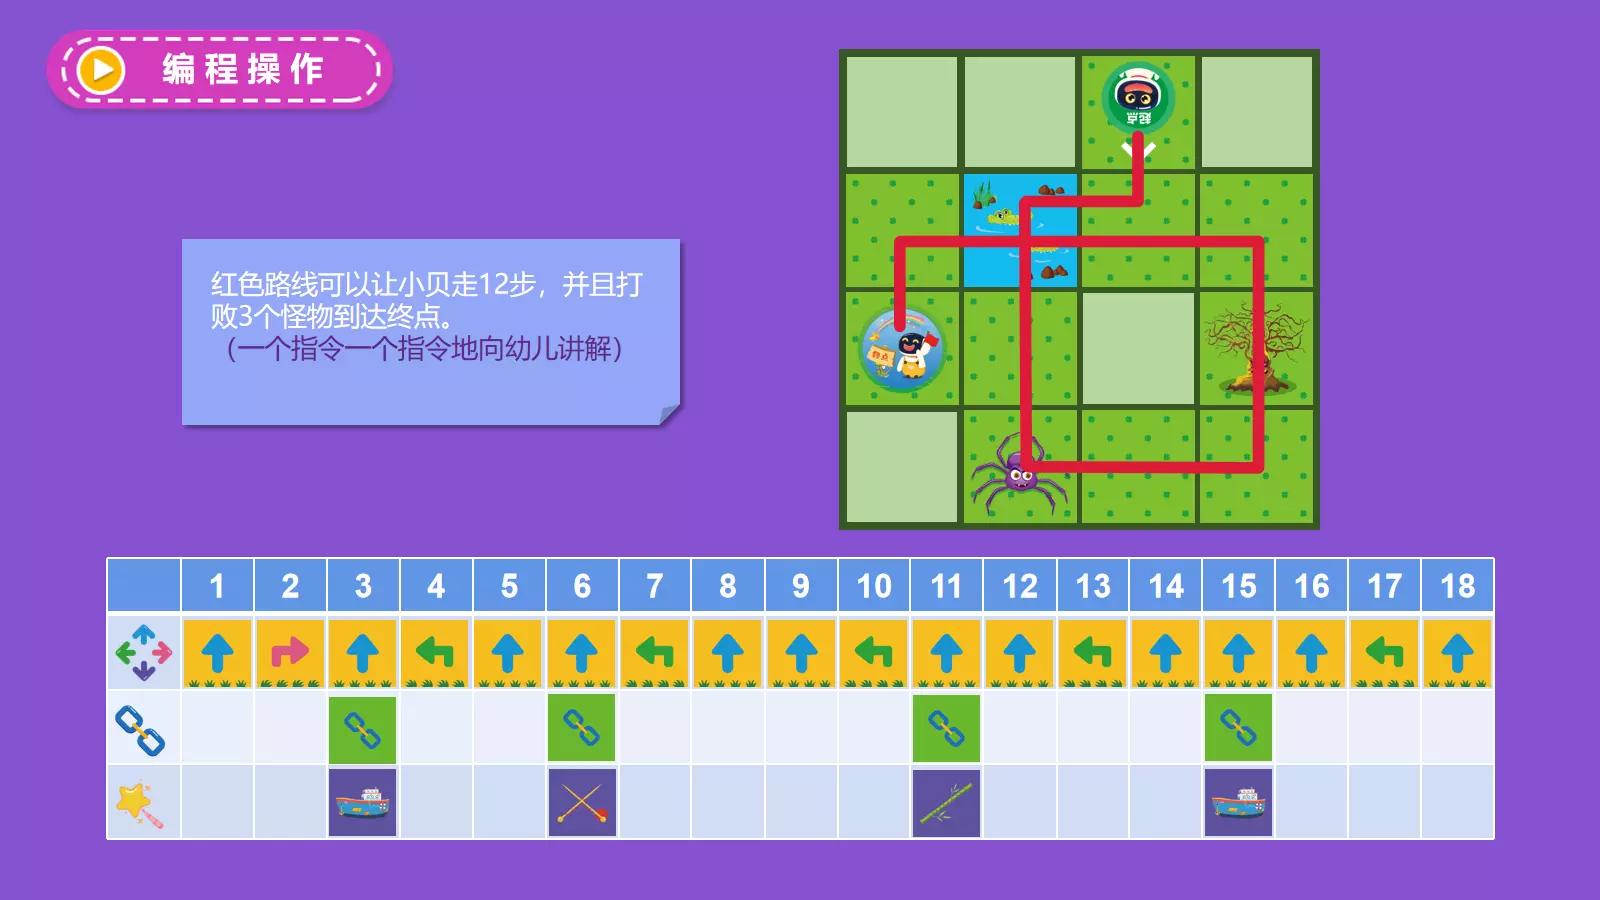 编程操作
起点
红色路线可以让小贝走12步，并且打
败3个怪物到达终点。
（一个指令一个指令地向幼儿讲解）
终点
1 2 3 4 5 6 7 8 9 10 11 12 13 14 15 16 17 18